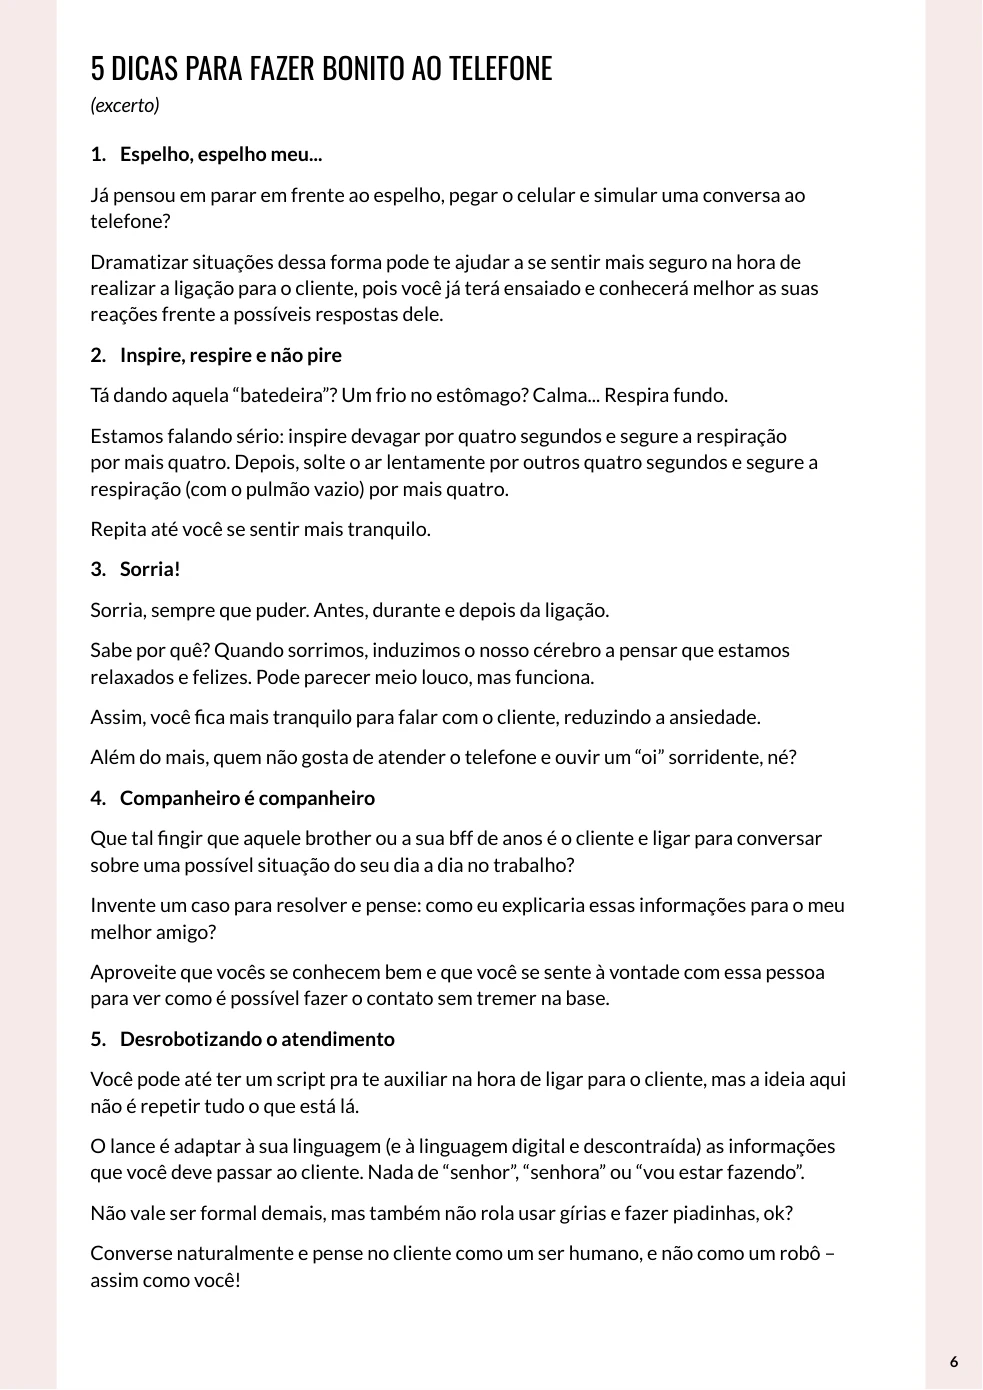 5 DICAS PARA FAZER BONITO AO TELEFONE
(excerto)
1. Espelho, espelho meu...
Já pensou em parar em frente ao espelho, pegar o celular e simular uma conversa ao
telefone?
Dramatizar situações dessa forma pode te ajudar a se sentir mais seguro na hora de
realizar a ligação para o cliente, pois você já terá ensaiado e conhecerá melhor as suas
reações frente a possíveis respostas dele.
2. Inspire, respire e não pire
Tá dando aquela “batedeira”? Um frio no estômago? Calma... Respira fundo.
Estamos falando sério: inspire devagar por quatro segundos e segure a respiração
por mais quatro. Depois, solte o ar lentamente por outros quatro segundos e segure a
respiração (com o pulmão vazio) por mais quatro.
Repita até você se sentir mais tranquilo.
3. Sorria!
Sorria, sempre que puder. Antes, durante e depois da ligação.
Sabe por quê? Quando sorrimos, induzimos o nosso cérebro a pensar que estamos
relaxados e felizes. Pode parecer meio louco, mas funciona.
Assim, você fica mais tranquilo para falar com o cliente, reduzindo a ansiedade.
Além do mais, quem não gosta de atender o telefone e ouvir um “oi” sorridente, né?
4. Companheiro é companheiro
Que tal fingir que aquele brother ou a sua bff de anos é o cliente e ligar para conversar
sobre uma possível situação do seu dia a dia no trabalho?
Invente um caso para resolver e pense: como eu explicaria essas informações para o meu
melhor amigo?
Aproveite que vocês se conhecem bem e que você se sente à vontade com essa pessoa
para ver como é possível fazer o contato sem tremer na base.
5. Desrobotizando o atendimento
Você pode até ter um script pra te auxiliar na hora de ligar para o cliente, mas a ideia aqui
não é repetir tudo o que está lá.
O lance é adaptar à sua linguagem (e à linguagem digital e descontraída) as informações
que você deve passar ao cliente. Nada de “senhor”, “senhora” ou “vou estar fazendo”.
Não vale ser formal demais, mas também não rola usar gírias e fazer piadinhas, ok?
Converse naturalmente e pense no cliente como um ser humano, e não como um robô –
assim como você!
6